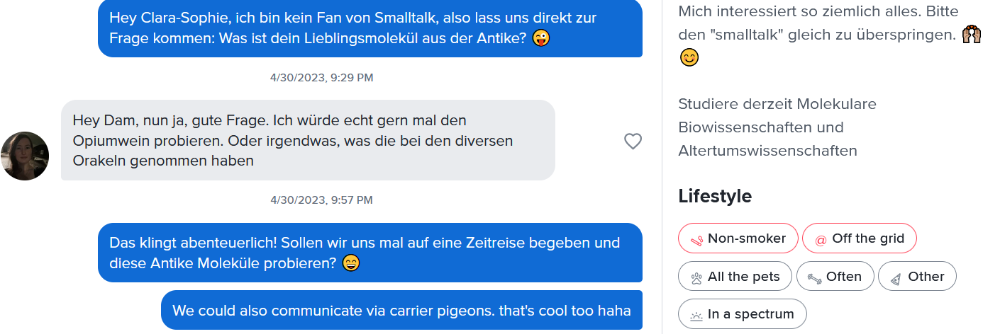 Hey Clara-Sophie, ich bin kein Fan von Smalltalk, also lass uns direkt zur
Frage kommen: Was ist dein Lieblingsmolekül aus der Antike? 😜
4/30/2023, 9:29 PM
Hey Dam, nun ja, gute Frage. Ich würde echt gern mal den
Opiumwein probieren. Oder irgendwas, was die bei den diversen
Orakeln genommen haben
4/30/2023, 9:57 PM
Das klingt abenteuerlich! Sollen wir uns mal auf eine Zeitreise begeben und
diese Antike Moleküle probieren? 😄
We could also communicate via carrier pigeons. that's cool too haha
Mich interessiert so ziemlich alles. Bitte
den "smalltalk" gleich zu überspringen. 🙌🏼
😊
Studiere derzeit Molekulare
Biowissenschaften und
Altertumswissenschaften
Lifestyle
Non-smoker
Off the grid
All the pets
Often
Other
In a spectrum